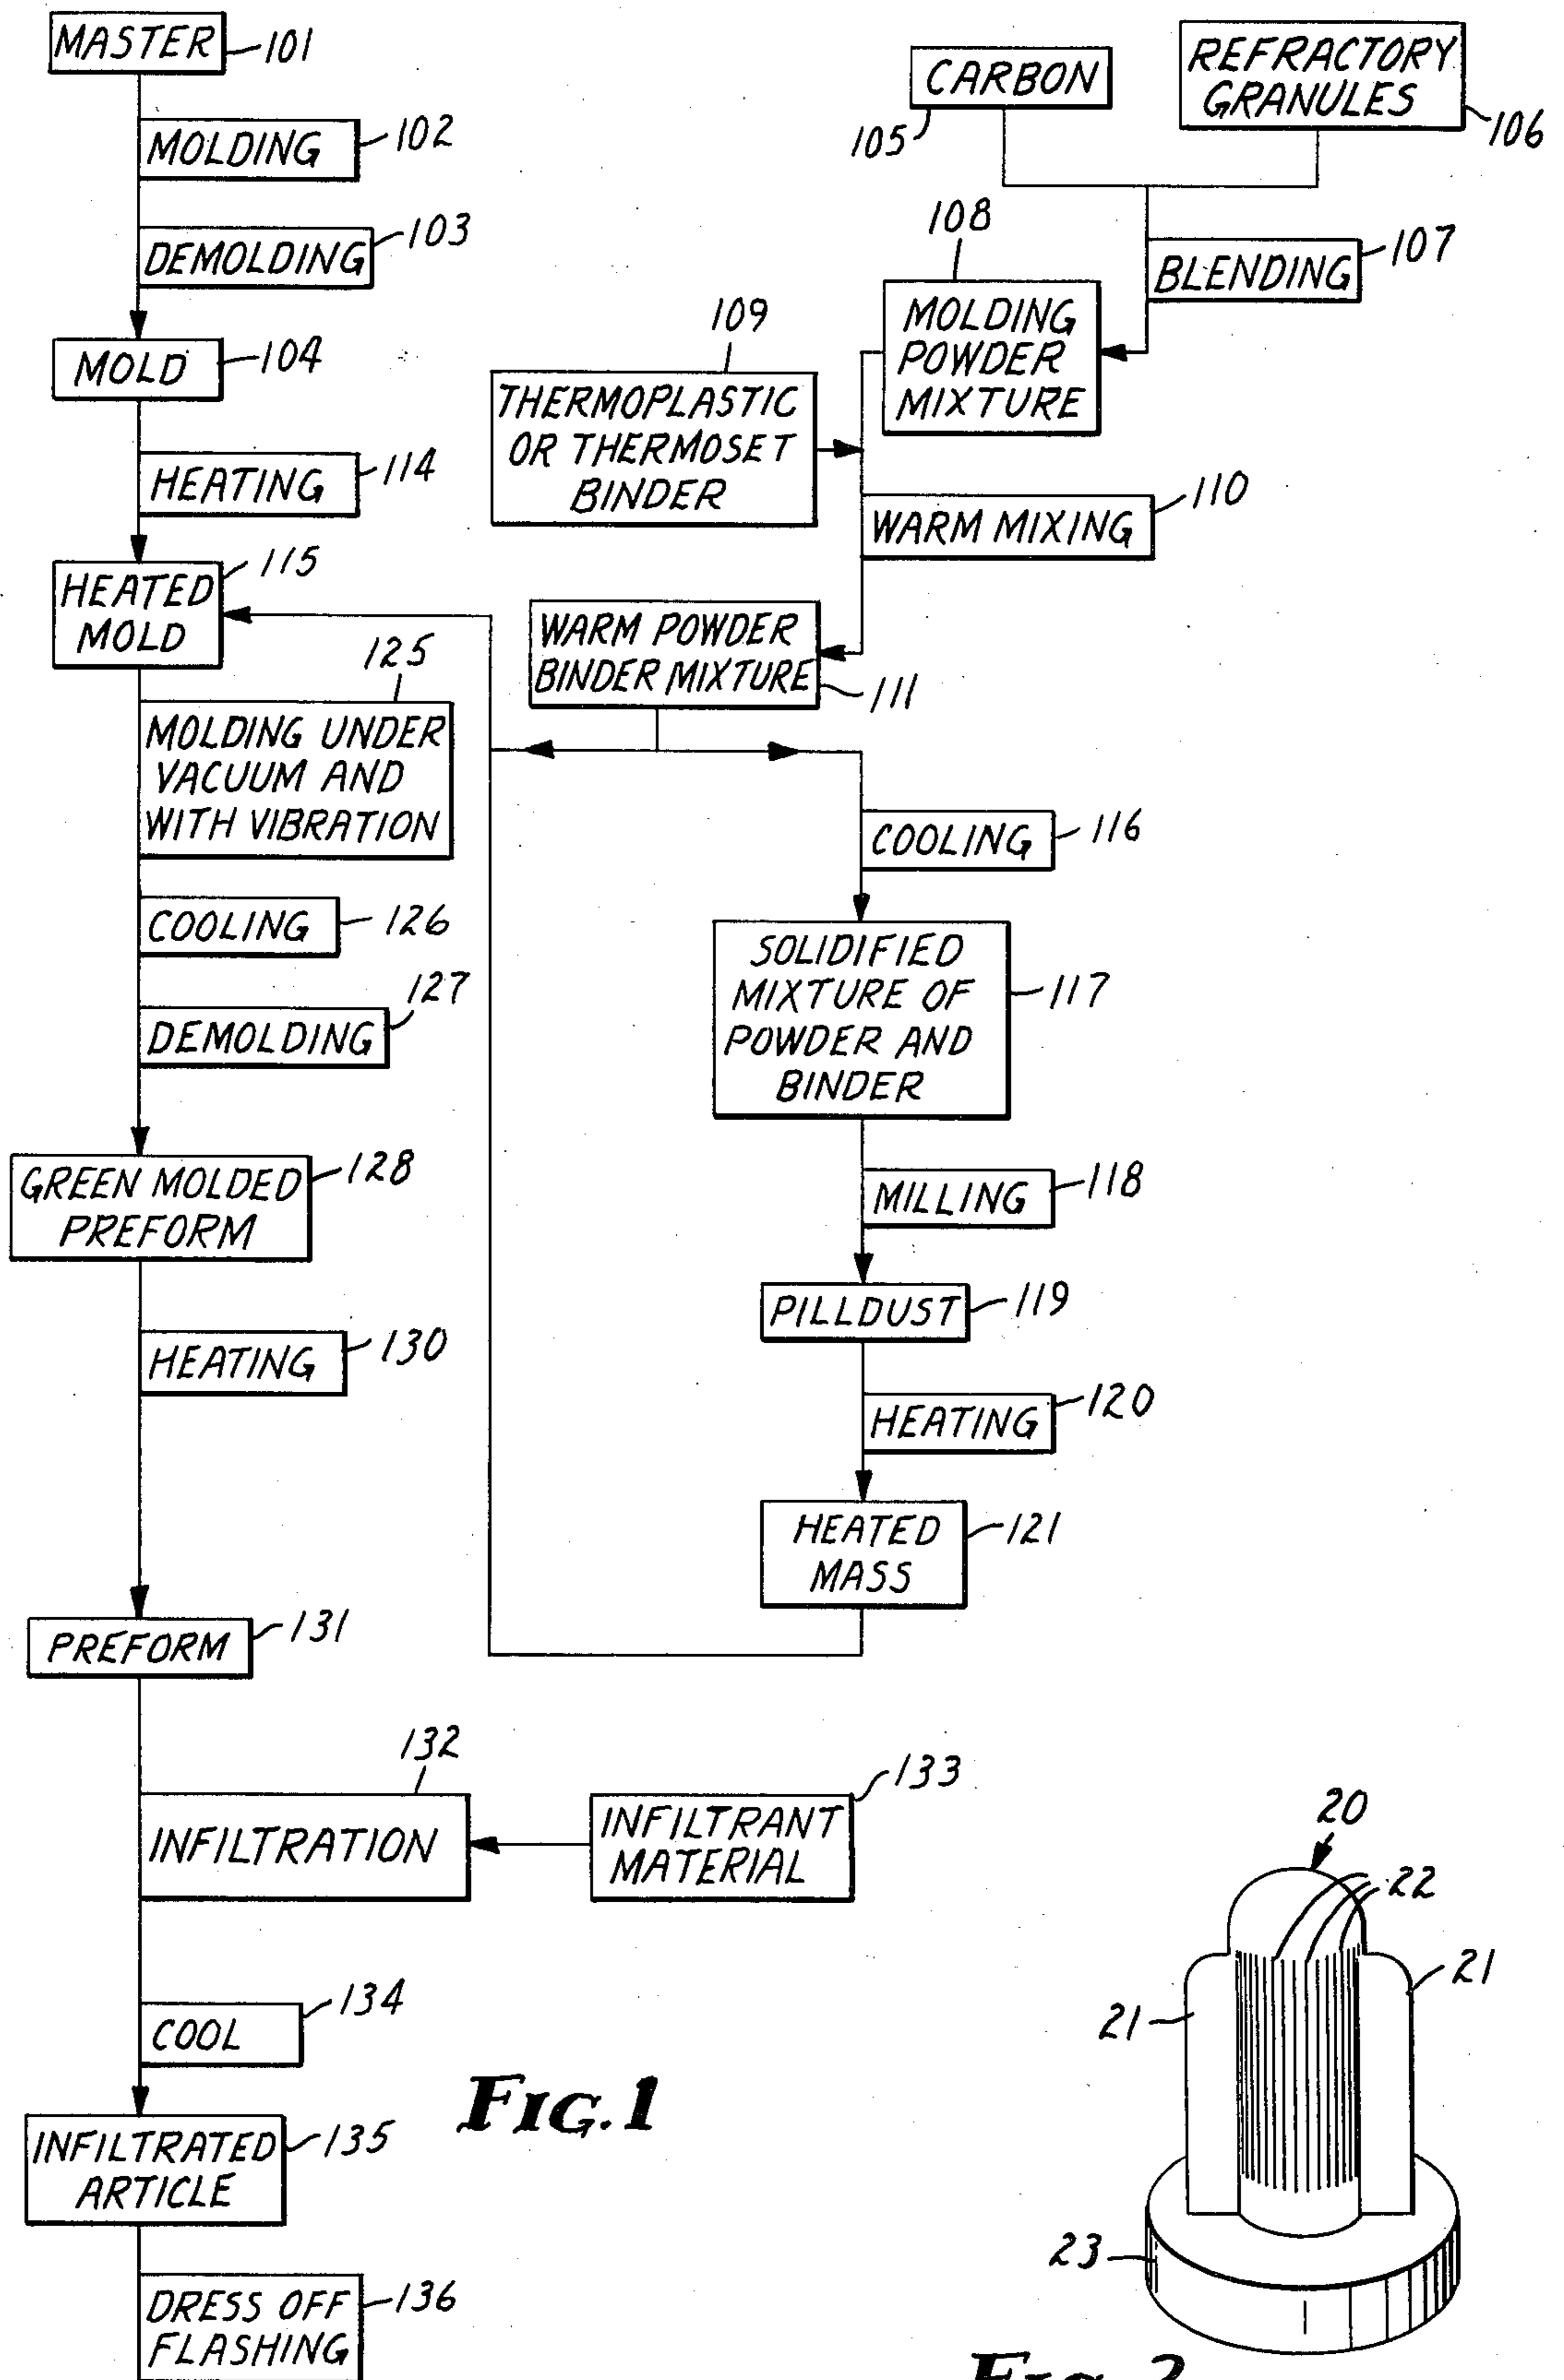 MASTER
101
MOLDING
102
DEMOLDING
103
MOLD
104
HEATING
114
HEATED
MOLD
115
125
MOLDING UNDER
VACUUM AND
WITH VIBRATION
COOLING
126
DEMOLDING
127
GREEN MOLDED
PREFORM
128
HEATING
130
PREFORM
131
132
INFILTRATION
133
INFILTRANT
MATERIAL
COOL
134
INFILTRATED
ARTICLE
135
DRESS OFF
FLASHING
136
CARBON
105
REFRACTORY
GRANULES
106
BLENDING
107
108
MOLDING
POWDER
MIXTURE
109
THERMOPLASTIC
OR THERMOSET
BINDER
WARM MIXING
110
WARM POWDER
BINDER MIXTURE
111
COOLING
116
SOLIDIFIED
MIXTURE OF
POWDER AND
BINDER
117
MILLING
118
PILLDUST
119
HEATING
120
HEATED
MASS
121
FIG.1
20
22
21
21
23